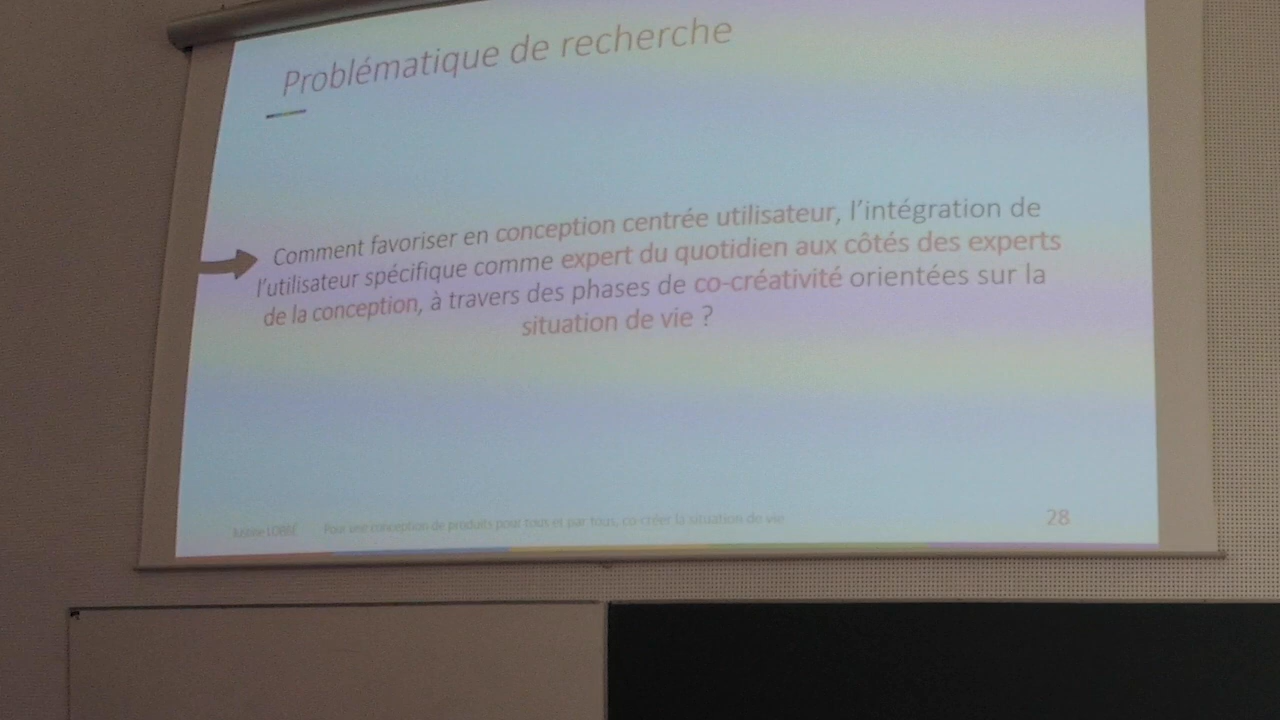 Problématique de recherche
Comment favoriser en conception centrée utilisateur, l'intégration de
l'utilisateur spécifique comme expert du quotidien aux côtés des experts
de la conception, à travers des phases de co-créativité orientées sur la
situation de vie ?
Pour une conception de produits pour tous et par tous, co-créer la situation de vie
28